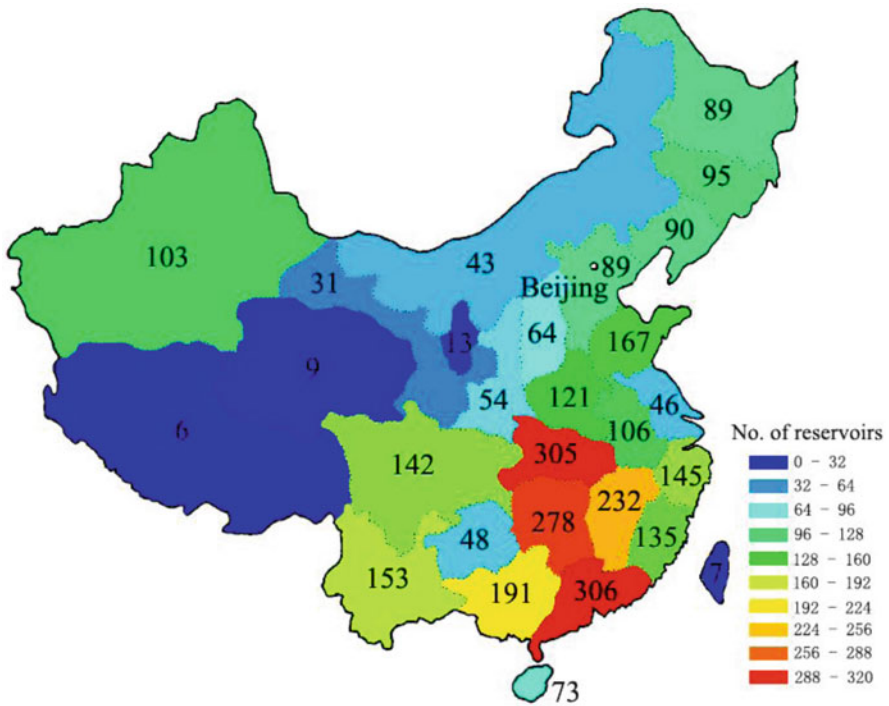 89
95
90
103
43
89
31
Beijing
13
64
167
9
54
121
46
6
106
No. of reservoirs
305
142
145
0 - 32
32 - 64
232
64 - 96
278
96 - 128
48
135
128 - 160
153
7
160 - 192
191
306
192 - 224
224 - 256
256 - 288
73
288 - 320